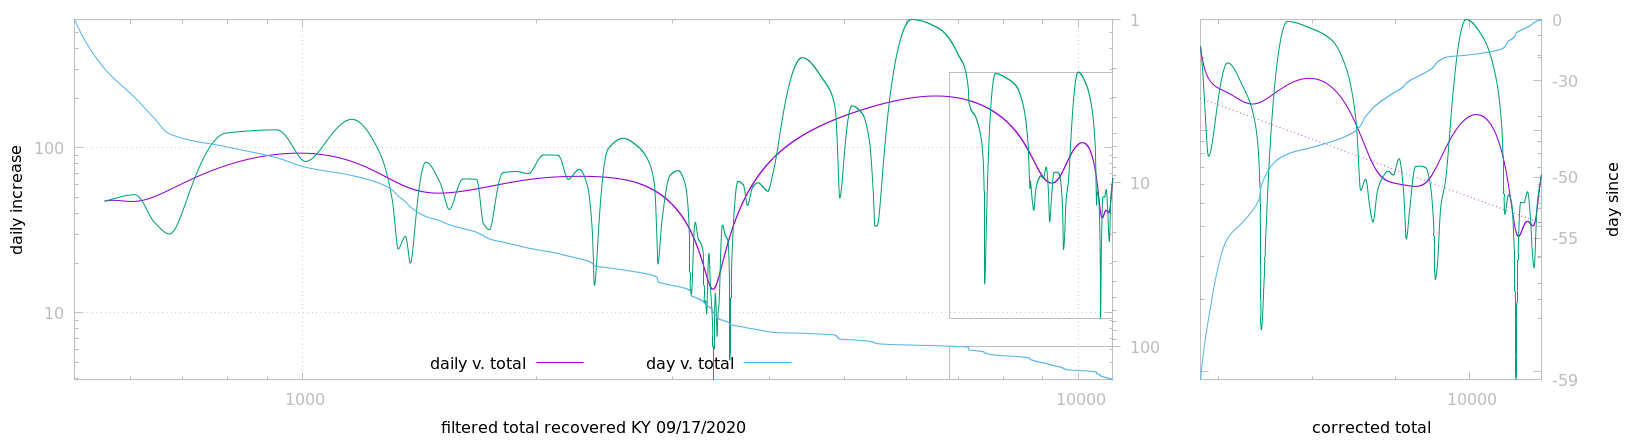 1
0
-30
100
daily increase
10
-50
day since
-55
10
daily v. total
day v. total
100
-59
1000
10000
10000
filtered total recovered KY 09/17/2020
corrected total